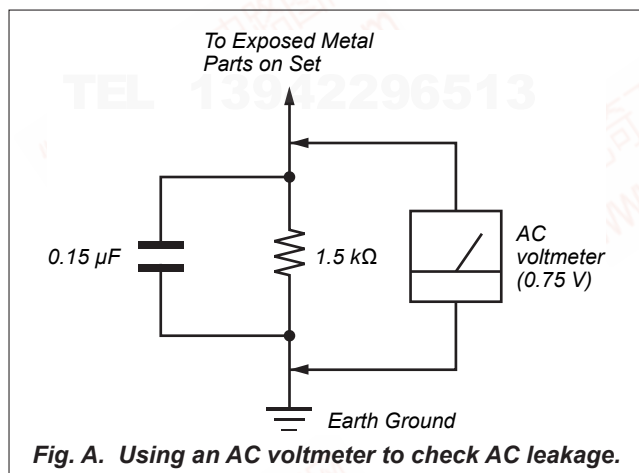 To Exposed Metal
Parts on Set
TEL 13942296513
0.15 µF
1.5 kΩ
AC
voltmeter
(0.75 V)
Earth Ground
Fig. A. Using an AC voltmeter to check AC leakage.